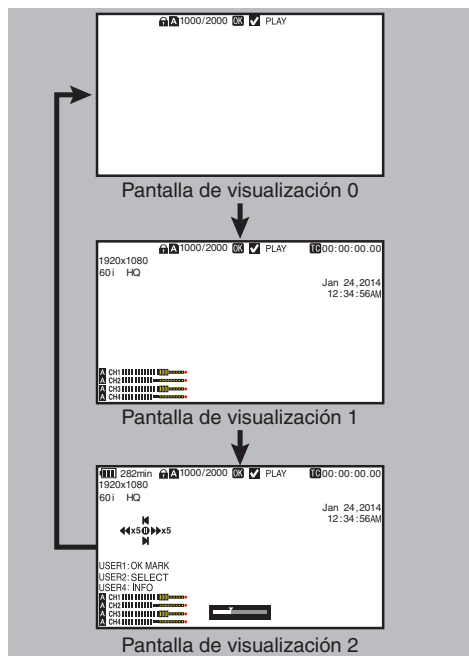 A 1000/2000 OK PLAY
Pantalla de visualización 0
A 1000/2000 OK PLAY TC 00:00:00.00
1920x1080
60i HQ
Jan 24,2014
12:34:56AM
A CH1
A CH2
A CH3
A CH4
Pantalla de visualización 1
282min A 1000/2000 OK PLAY TC 00:00:00.00
1920x1080
60i HQ
Jan 24,2014
12:34:56AM
x5 x5
USER1: OK MARK
USER2: SELECT
USER4: INFO
A CH1
A CH2
A CH3
A CH4
Pantalla de visualización 2